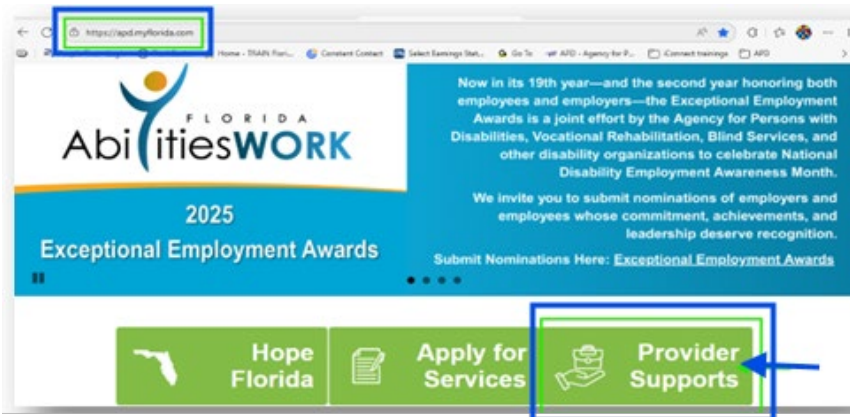 https://apd.myflorida.com
Home - TRAIN Flori... Constant Contact Select Earnings Stat... Go To APD - Agency for P... iConnect trainings APD
FLORIDA
AbilitiesWORK
2025
Exceptional Employment Awards
Now in its 19th year—and the second year honoring both
employees and employers—the Exceptional Employment
Awards is a joint effort by the Agency for Persons with
Disabilities, Vocational Rehabilitation, Blind Services, and
other disability organizations to celebrate National
Disability Employment Awareness Month.
We invite you to submit nominations of employers and
employees whose commitment, achievements, and
leadership deserve recognition.
Submit Nominations Here: Exceptional Employment Awards
Hope
Florida
Apply for
Services
Provider
Supports